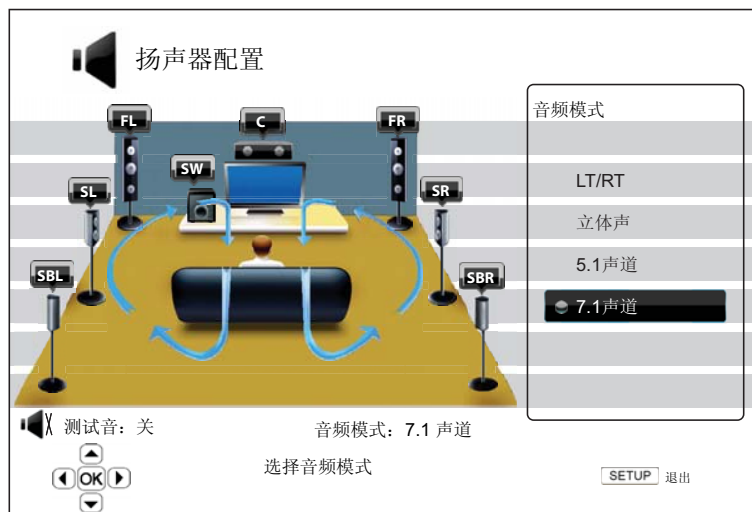 扬声器配置
音频模式
FL
C
FR
SW
SL
SR
SBL
SBR
LT/RT
立体声
5.1声道
7.1声道
测试音：关
音频模式：7.1 声道
选择音频模式
OK
SETUP 退出